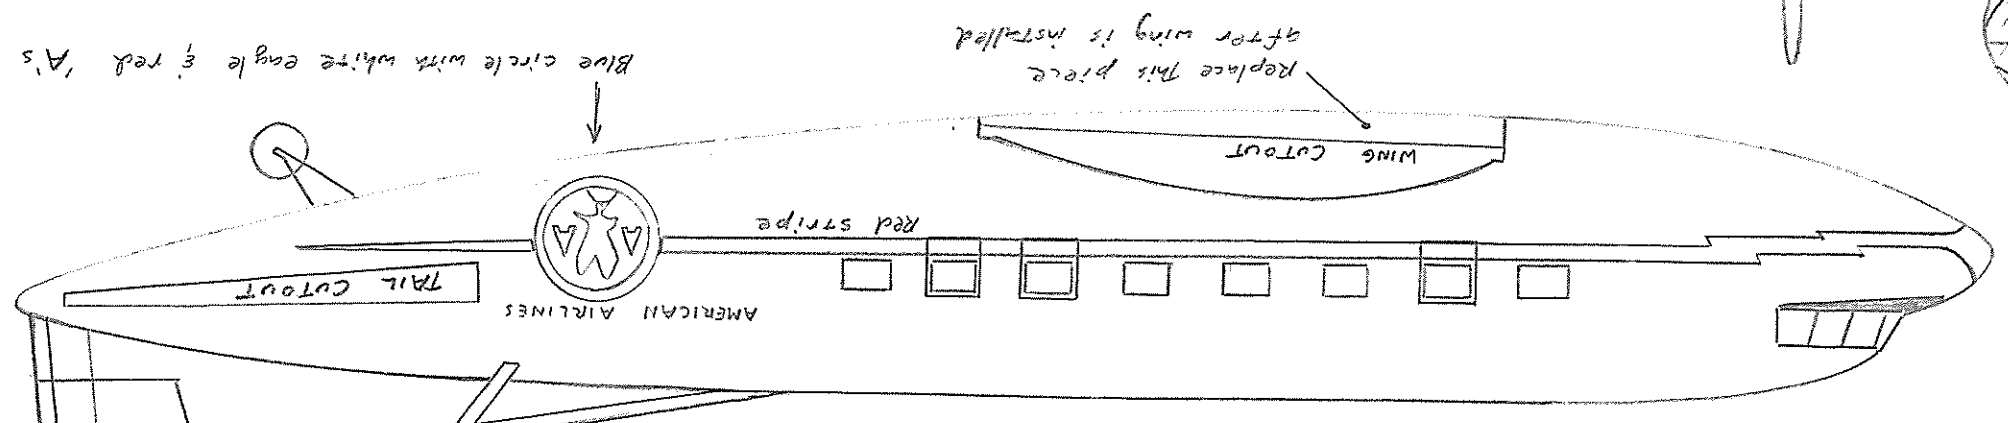 AMERICAN AIRLINES
TAIL CUTOUT
A A
Red stripe
WING CUTOUT
Replace this piece
after wing is installed
Blue circle with white eagle & red 'A's